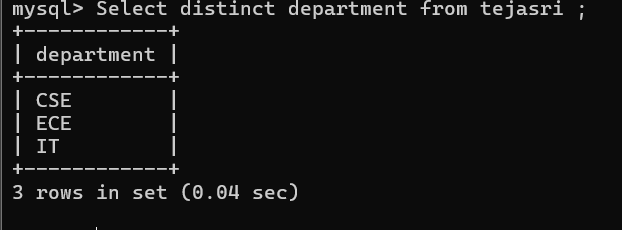 mysql> Select distinct department from tejasri ;
+------------+
| department |
+------------+
| CSE        |
| ECE        |
| IT         |
+------------+
3 rows in set (0.04 sec)